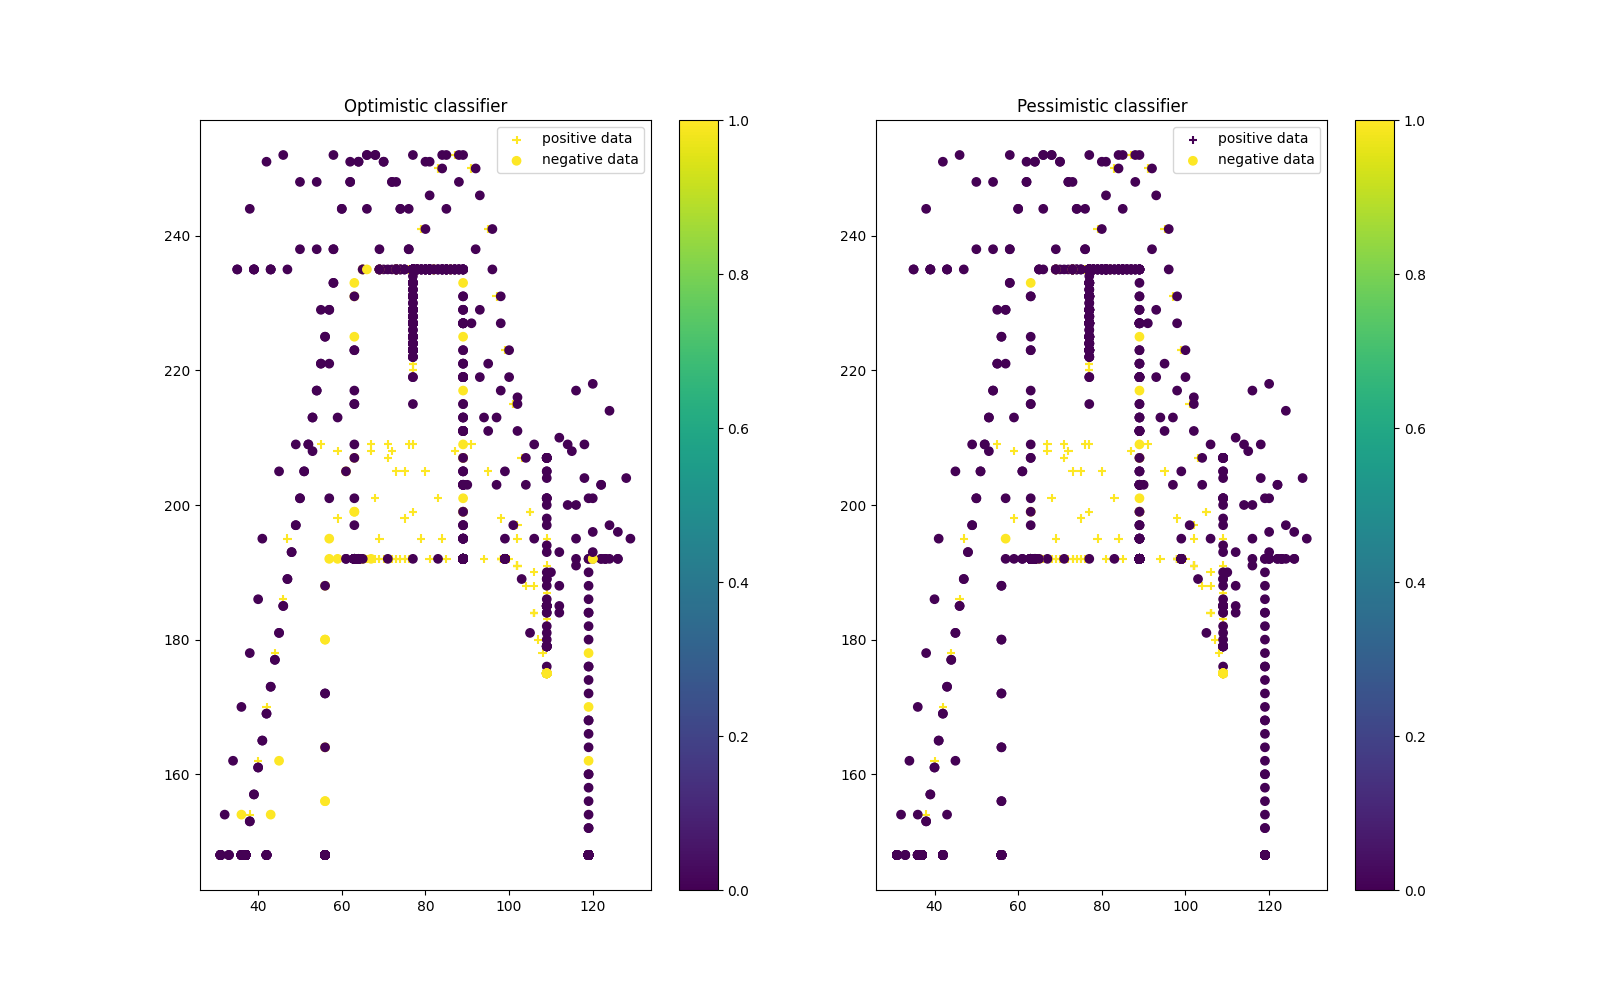 Optimistic classifier
positive data
negative data
240
220
200
180
160
40 60 80 100 120
1.0
0.8
0.6
0.4
0.2
0.0
Pessimistic classifier
positive data
negative data
240
220
200
180
160
40 60 80 100 120
1.0
0.8
0.6
0.4
0.2
0.0